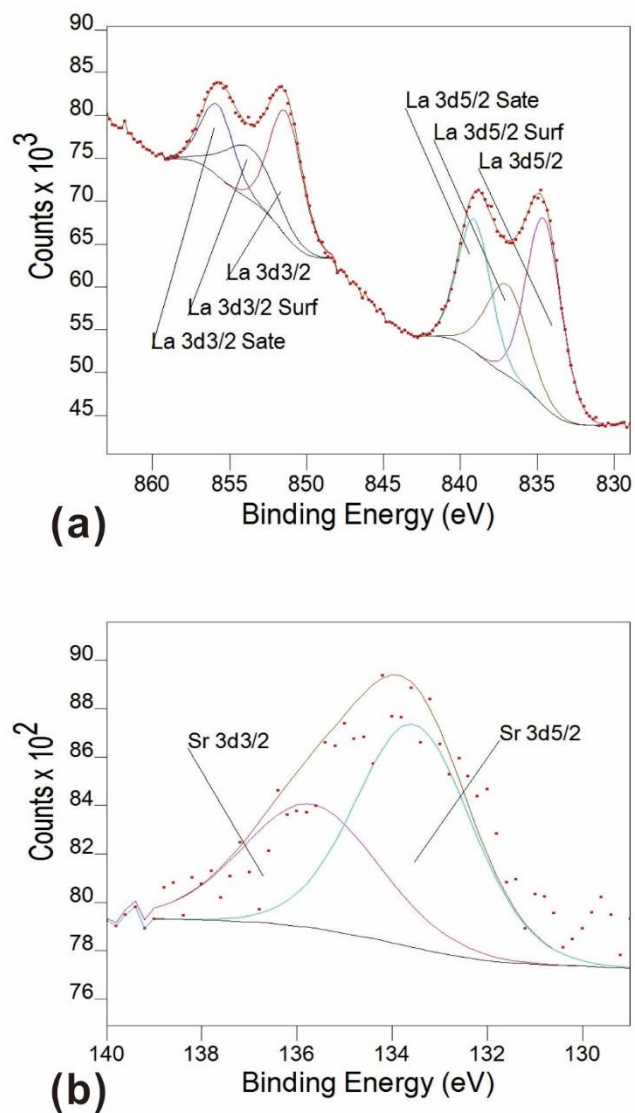 90
85
80
75
70
65
60
55
50
45
Counts x 10³
La 3d5/2 Sate
La 3d5/2 Surf
La 3d5/2
La 3d3/2
La 3d3/2 Surf
La 3d3/2 Sate
860 855 850 845 840 835 830
Binding Energy (eV)
(a)
90
88
86
84
80
78
76
Counts x 10²
Sr 3d3/2
Sr 3d5/2
140 138 136 134 132 130
Binding Energy (eV)
(b)